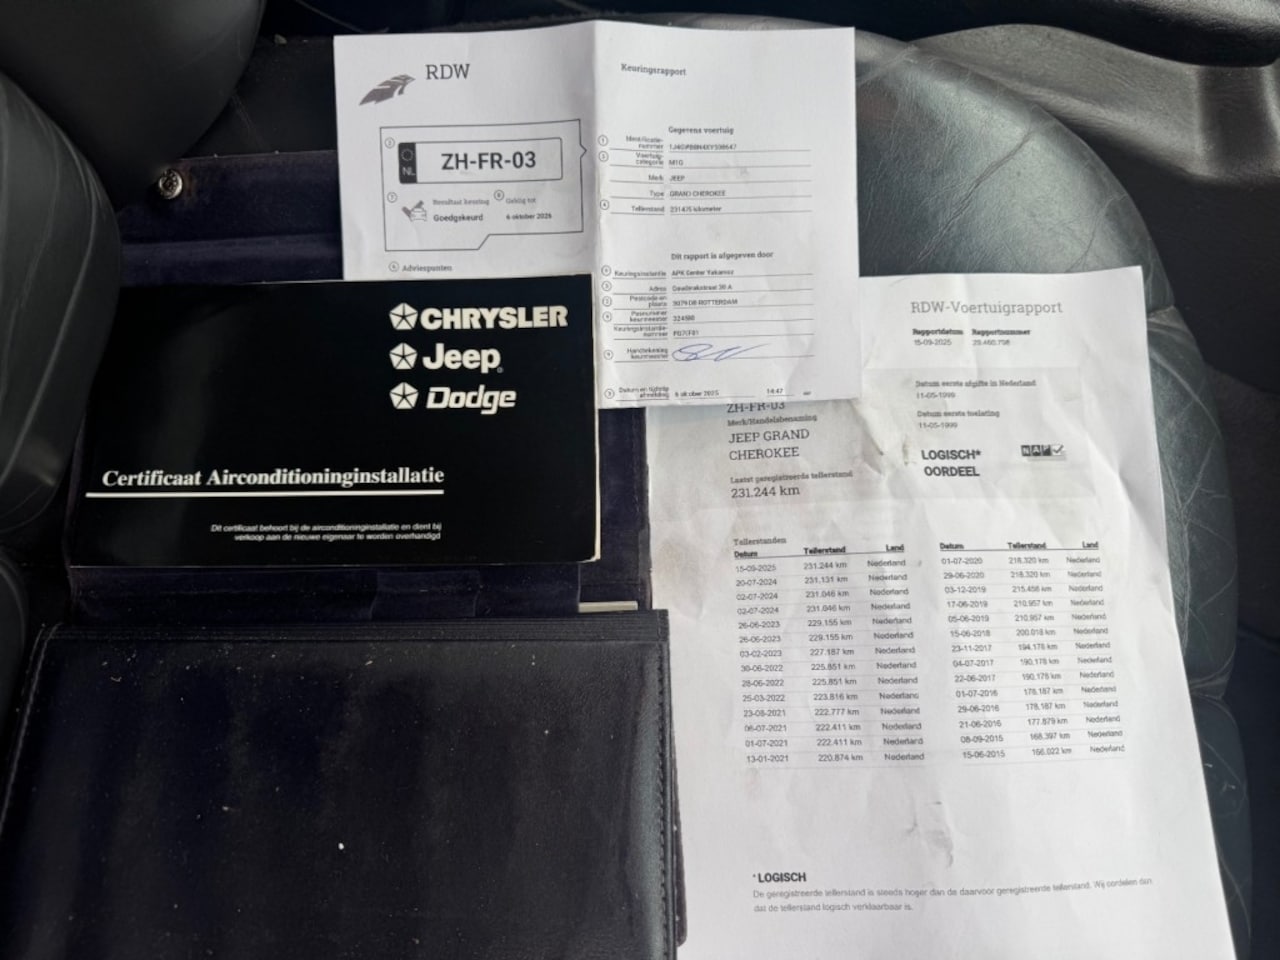 RDW
NL
ZH-FR-03
Resultaat keuring
Geldig tot
Goedgekeurd
6 oktober 2026
Adviespunten
Keuringsrapport
Gegevens voertuig
Identificatie-
nummer
Voertuig-
categorie M1G
Merk JEEP
Type GRAND CHEROKEE
Tellerstand 231475 kilometer
Dit rapport is afgegeven door
Keuringsinstantie APK Center Yakamoz
Adres
Postcode en
plaats ROTTERDAM
Pasnummer
keurmeester
Keuringsinstantie-
nummer
Handtekening
keurmeester
Datum en tijdstip
afmelding 6 oktober 2025 14:47
CHRYSLER
Jeep
Dodge
Certificaat Airconditioninginstallatie
Dit certificaat behoort bij de airconditioninginstallatie en dient bij
verkoop aan de nieuwe eigenaar te worden overhandigd
RDW-Voertuigrapport
Rapportdatum Rapportnummer
15-09-2025
Datum eerste afgifte in Nederland
11-05-1999
Datum eerste toelating
11-05-1999
ZH-FR-03
Merk/Handelsbenaming
JEEP GRAND
CHEROKEE
Laatst geregistreerde tellerstand
231.244 km
LOGISCH*
OORDEEL
NAP
Tellerstanden
Datum Tellerstand Land
15-09-2025 231.244 km Nederland
20-07-2024 231.131 km Nederland
02-07-2024 231.046 km Nederland
02-07-2024 231.046 km Nederland
26-06-2023 229.155 km Nederland
26-06-2023 229.155 km Nederland
03-02-2023 227.187 km Nederland
30-06-2022 225.851 km Nederland
28-06-2022 225.851 km Nederland
25-03-2022 223.816 km Nederland
23-08-2021 222.777 km Nederland
06-07-2021 222.411 km Nederland
01-07-2021 222.411 km Nederland
13-01-2021 220.874 km Nederland
Datum Tellerstand Land
01-07-2020 218.320 km Nederland
29-06-2020 218.320 km Nederland
03-12-2019 215.456 km Nederland
17-06-2019 210.957 km Nederland
05-06-2019 210.957 km Nederland
15-06-2018 200.018 km Nederland
23-11-2017 194.178 km Nederland
04-07-2017 190.178 km Nederland
22-06-2017 190.178 km Nederland
01-07-2016 178.187 km Nederland
29-06-2016 178.187 km Nederland
21-06-2016 177.879 km Nederland
08-09-2015 168.397 km Nederland
15-06-2015 166.022 km Nederland
* LOGISCH
De geregistreerde tellerstand is steeds hoger dan de daarvoor geregistreerde tellerstand. Wij oordelen dan
dat de tellerstand logisch verklaarbaar is.